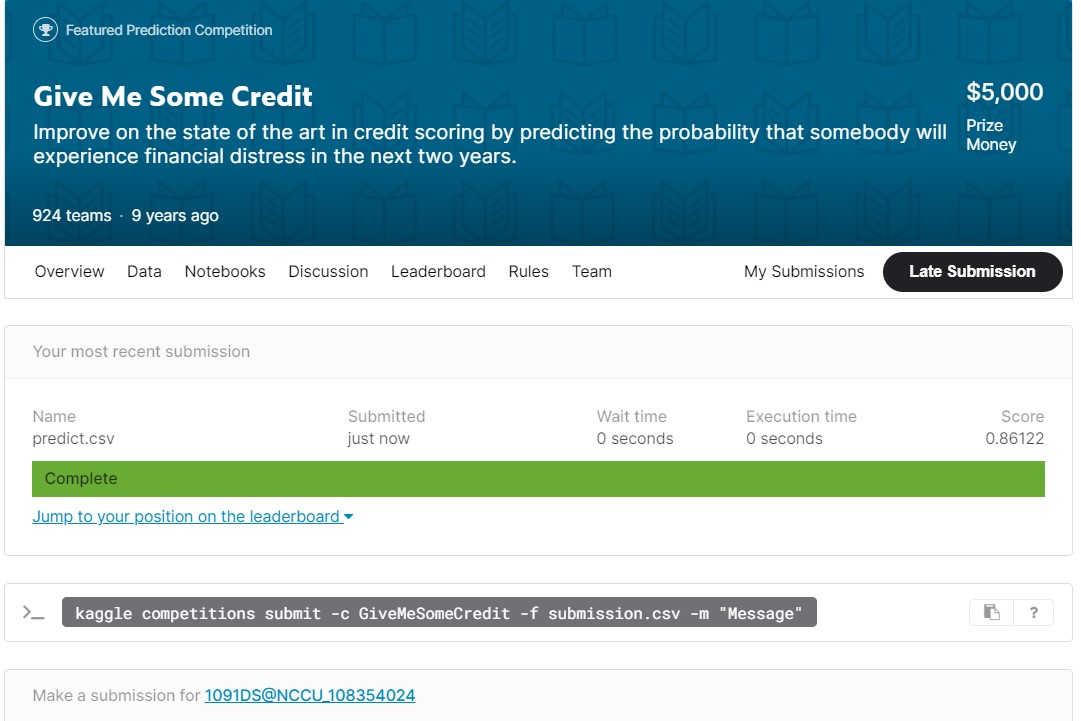 Featured Prediction Competition
Give Me Some Credit
$5,000
Improve on the state of the art in credit scoring by predicting the probability that somebody will
experience financial distress in the next two years.
Prize
Money
924 teams · 9 years ago
Overview Data Notebooks Discussion Leaderboard Rules Team My Submissions Late Submission
Your most recent submission
Name Submitted Wait time Execution time Score
predict.csv just now 0 seconds 0 seconds 0.86122
Complete
Jump to your position on the leaderboard
>_ kaggle competitions submit -c GiveMeSomeCredit -f submission.csv -m "Message" ?
Make a submission for 1091DS@NCCU_108354024